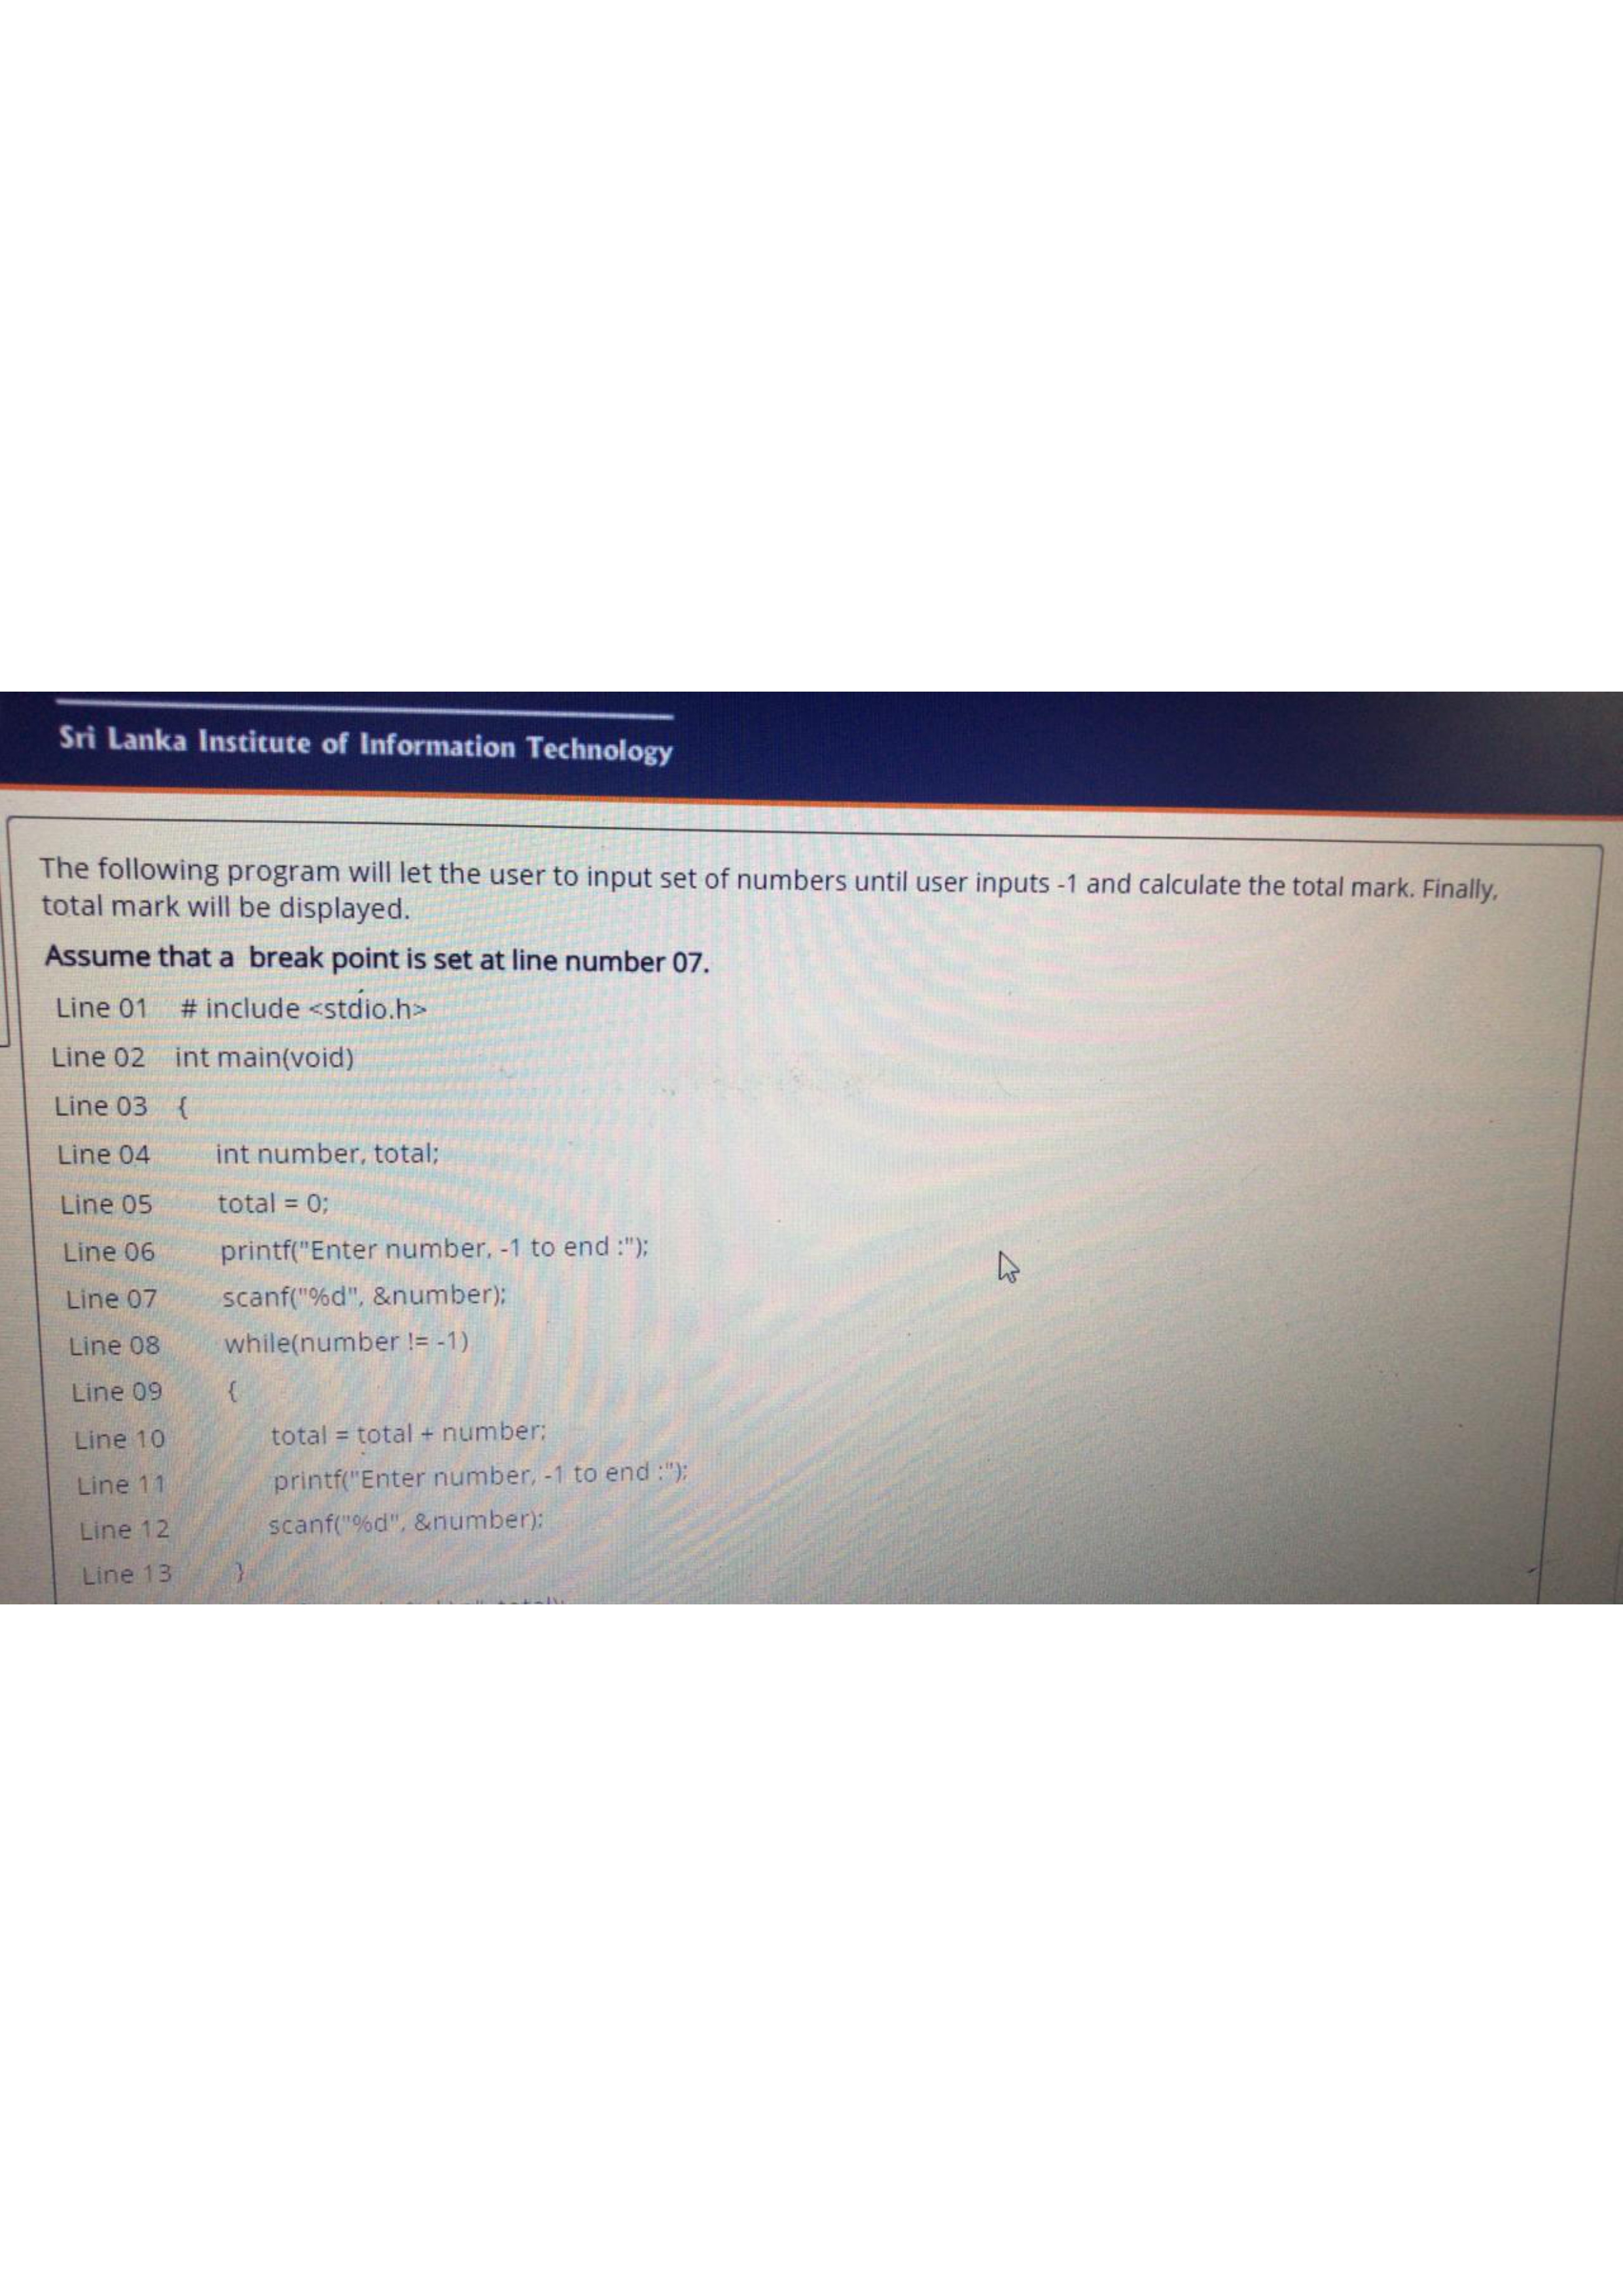 Sri Lanka Institute of Information Technology
The following program will let the user to input set of numbers until user inputs -1 and calculate the total mark. Finally,
total mark will be displayed.
Assume that a break point is set at line number 07.
Line 01 # include <stdio.h>
Line 02 int main(void)
Line 03 {
Line 04 int number, total;
Line 05 total = 0;
Line 06 printf("Enter number, -1 to end :");
Line 07 scanf("%d", &number);
Line 08 while(number != -1)
Line 09 {
Line 10 total = total + number;
Line 11 printf("Enter number, -1 to end :");
Line 12 scanf("%d", &number);
Line 13 }